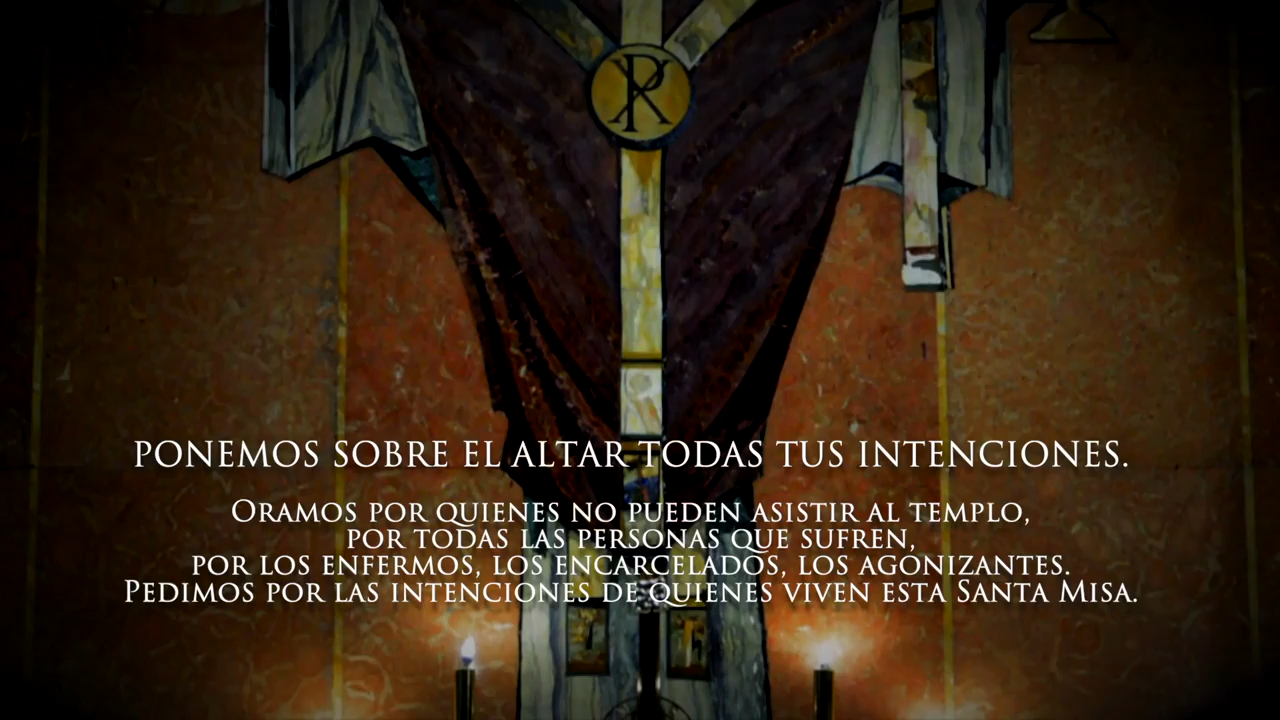 PONEMOS SOBRE EL ALTAR TODAS TUS INTENCIONES.
ORAMOS POR QUIENES NO PUEDEN ASISTIR AL TEMPLO,
POR TODAS LAS PERSONAS QUE SUFREN,
POR LOS ENFERMOS, LOS ENCARCELADOS, LOS AGONIZANTES.
PEDIMOS POR LAS INTENCIONES DE QUIENES VIVEN ESTA SANTA MISA.